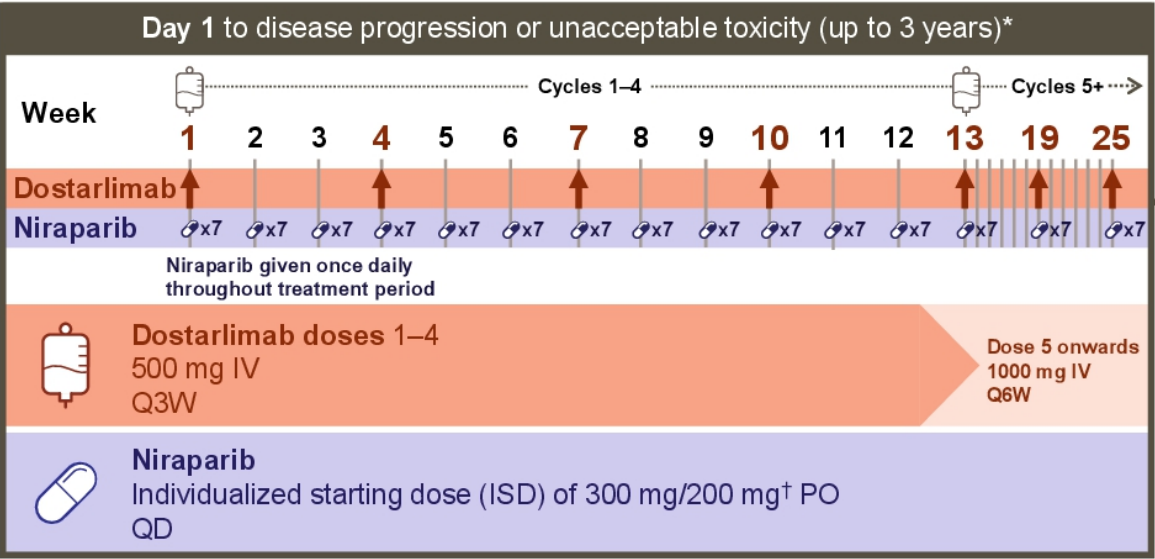 Day 1 to disease progression or unacceptable toxicity (up to 3 years)*
Cycles 1–4
Cycles 5+
Week
1 2 3 4 5 6 7 8 9 10 11 12 13 19 25
Dostarlimab
Niraparib x7 x7 x7 x7 x7 x7 x7 x7 x7 x7 x7 x7 x7 x7 x7
Niraparib given once daily
throughout treatment period
Dostarlimab doses 1–4
500 mg IV
Q3W
Dose 5 onwards
1000 mg IV
Q6W
Niraparib
Individualized starting dose (ISD) of 300 mg/200 mg† PO
QD